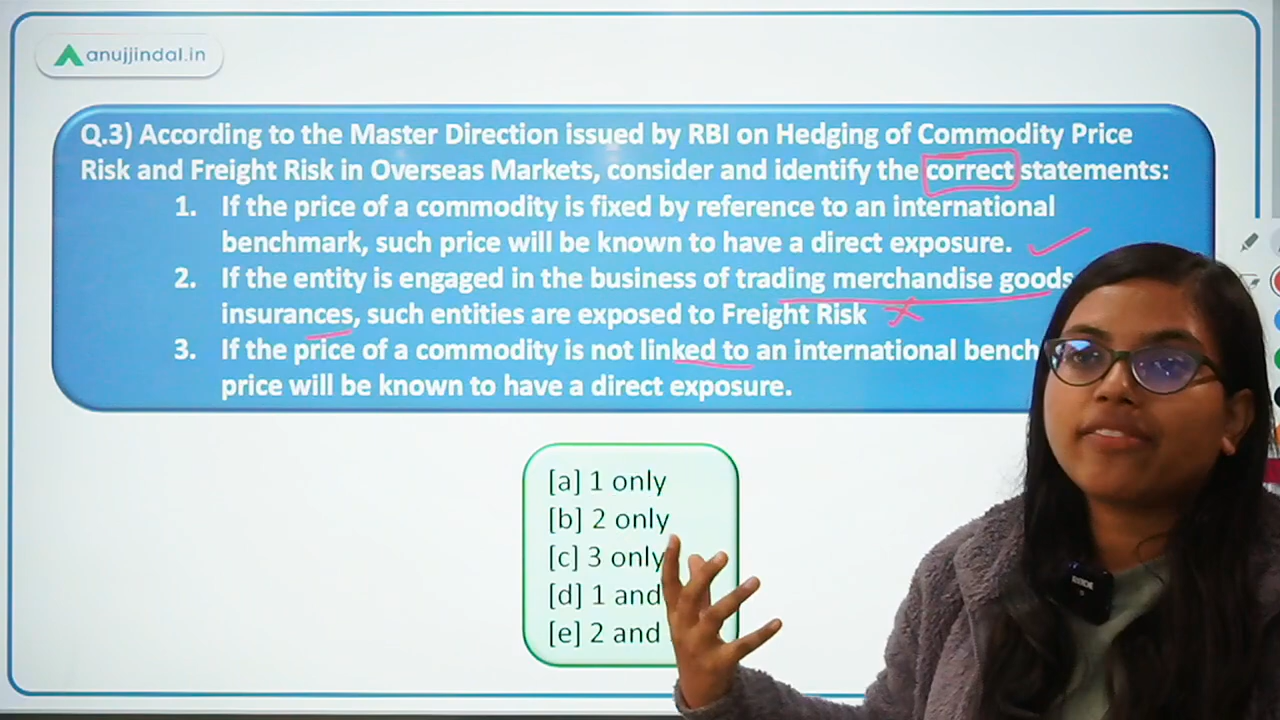 anujjindal.in
Q.3) According to the Master Direction issued by RBI on Hedging of Commodity Price
Risk and Freight Risk in Overseas Markets, consider and identify the correct statements:
1. If the price of a commodity is fixed by reference to an international
benchmark, such price will be known to have a direct exposure.
2. If the entity is engaged in the business of trading merchandise goods
insurances, such entities are exposed to Freight Risk
3. If the price of a commodity is not linked to an international
price will be known to have a direct exposure.
[a] 1 only
[b] 2 only
[c] 3 only
[d] 1 and
[e] 2 and